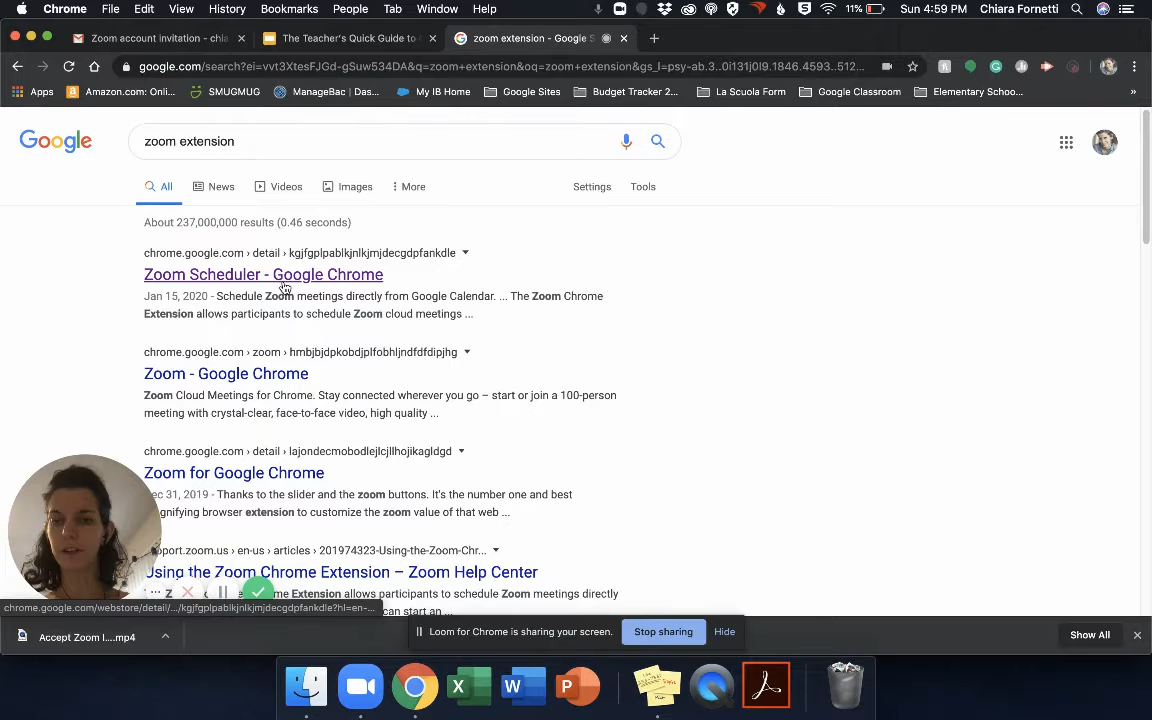 Chrome File Edit View History Bookmarks People Tab Window Help 11% Sun 4:59 PM Chiara Fornetti
Zoom account invitation - chia
The Teacher's Quick Guide to
zoom extension - Google S
google.com/search?ei=vvt3XtesFJGd-gSuw534DA&q=zoom+extension&oq=zoom+extension&gs_l=psy-ab.3..0i131j0l9.1846.4593..512...
Apps Amazon.com: Onli... SMUGMUG ManageBac | Das... My IB Home Google Sites Budget Tracker 2... La Scuola Form Google Classroom Elementary Schoo... »
Google
zoom extension
All News Videos Images More Settings Tools
About 237,000,000 results (0.46 seconds)
chrome.google.com › detail › kgjfgplpablkjnlkjmjdecgdpfankdle
Zoom Scheduler - Google Chrome
Jan 15, 2020 - Schedule Zoom meetings directly from Google Calendar. ... The Zoom Chrome
Extension allows participants to schedule Zoom cloud meetings ...
chrome.google.com › zoom › hmbjbjdpkobdjplfobhljndfdfdipjhg
Zoom - Google Chrome
Zoom Cloud Meetings for Chrome. Stay connected wherever you go – start or join a 100-person
meeting with crystal-clear, face-to-face video, high quality ...
chrome.google.com › detail › lajondecmobodlejlcjllhojikagldgd
Zoom for Google Chrome
ec 31, 2019 - Thanks to the slider and the zoom buttons. It's the number one and best
gnifying browser extension to customize the zoom value of that web ...
pport.zoom.us › en-us › articles › 201974323-Using-the-Zoom-Chr...
Using the Zoom Chrome Extension – Zoom Help Center
me Extension allows participants to schedule Zoom meetings directly
can start an ...
chrome.google.com/webstore/detail/.../kgjfgplpablkjnlkjmjdecgdpfankdle?hl=en-...
Accept Zoom I....mp4
Loom for Chrome is sharing your screen. Stop sharing Hide
Show All
X W P